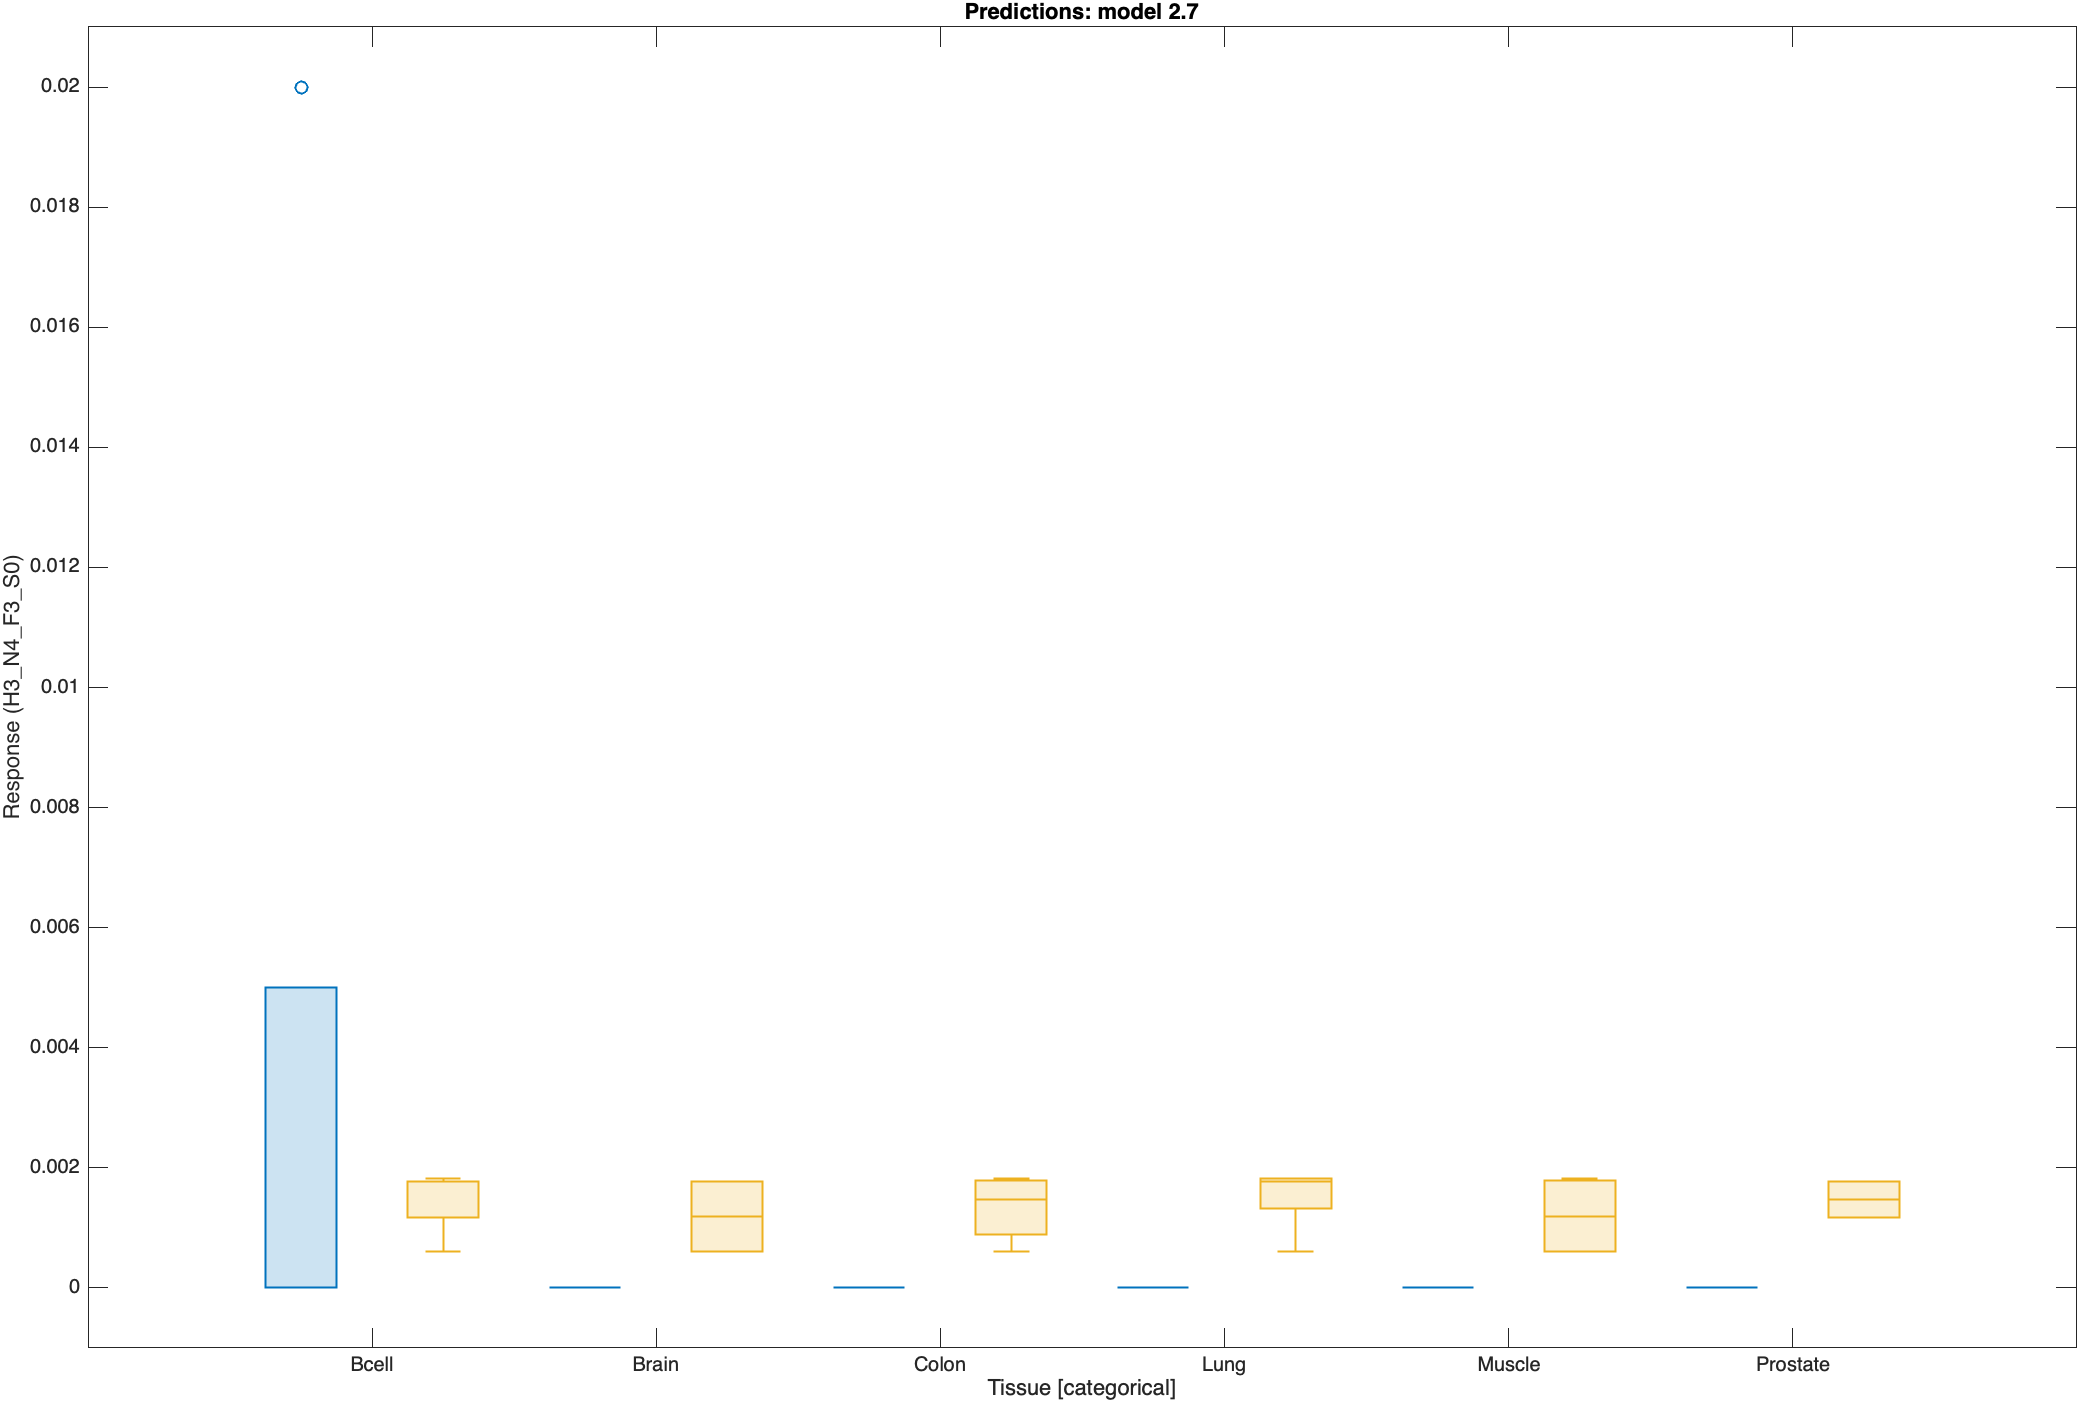 Predictions: model 2.7
0.02
0.018
0.016
0.014
0.012
0.01
0.008
0.006
0.004
0.002
0
Response (H3_N4_F3_S0)
Bcell Brain Colon Lung Muscle Prostate
Tissue [categorical]